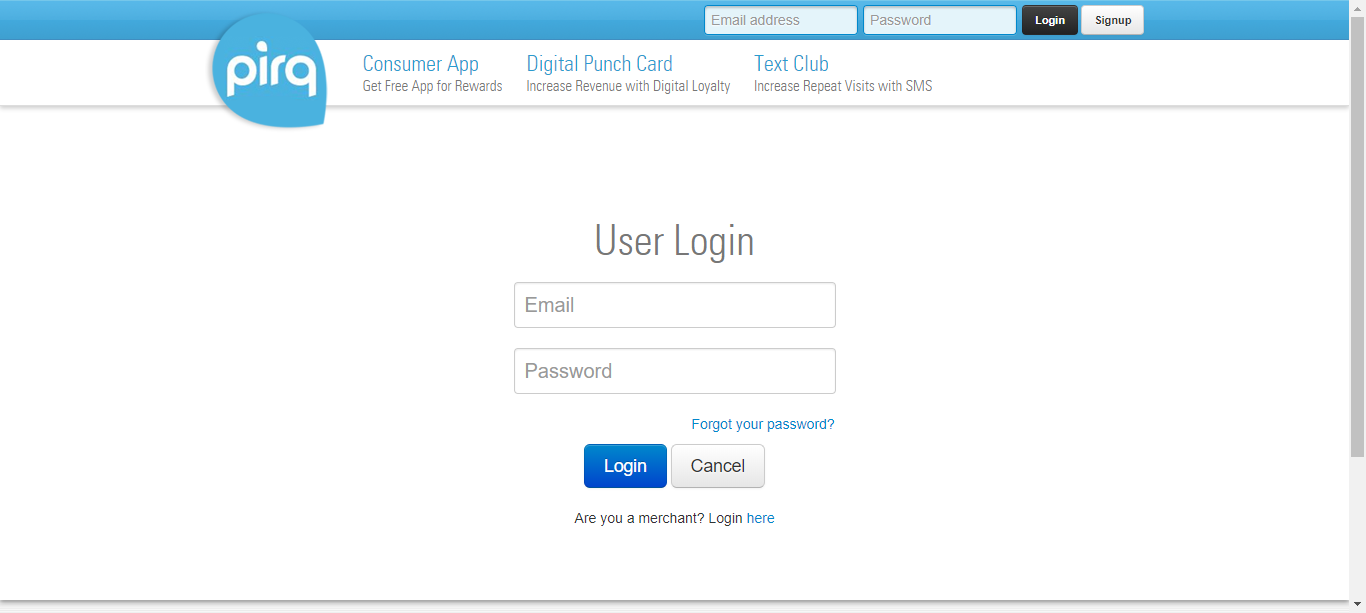 Email address Password Login Signup
pirq
Consumer App Digital Punch Card Text Club
Get Free App for Rewards Increase Revenue with Digital Loyalty Increase Repeat Visits with SMS
User Login
Email
Password
Forgot your password?
Login Cancel
Are you a merchant? Login here